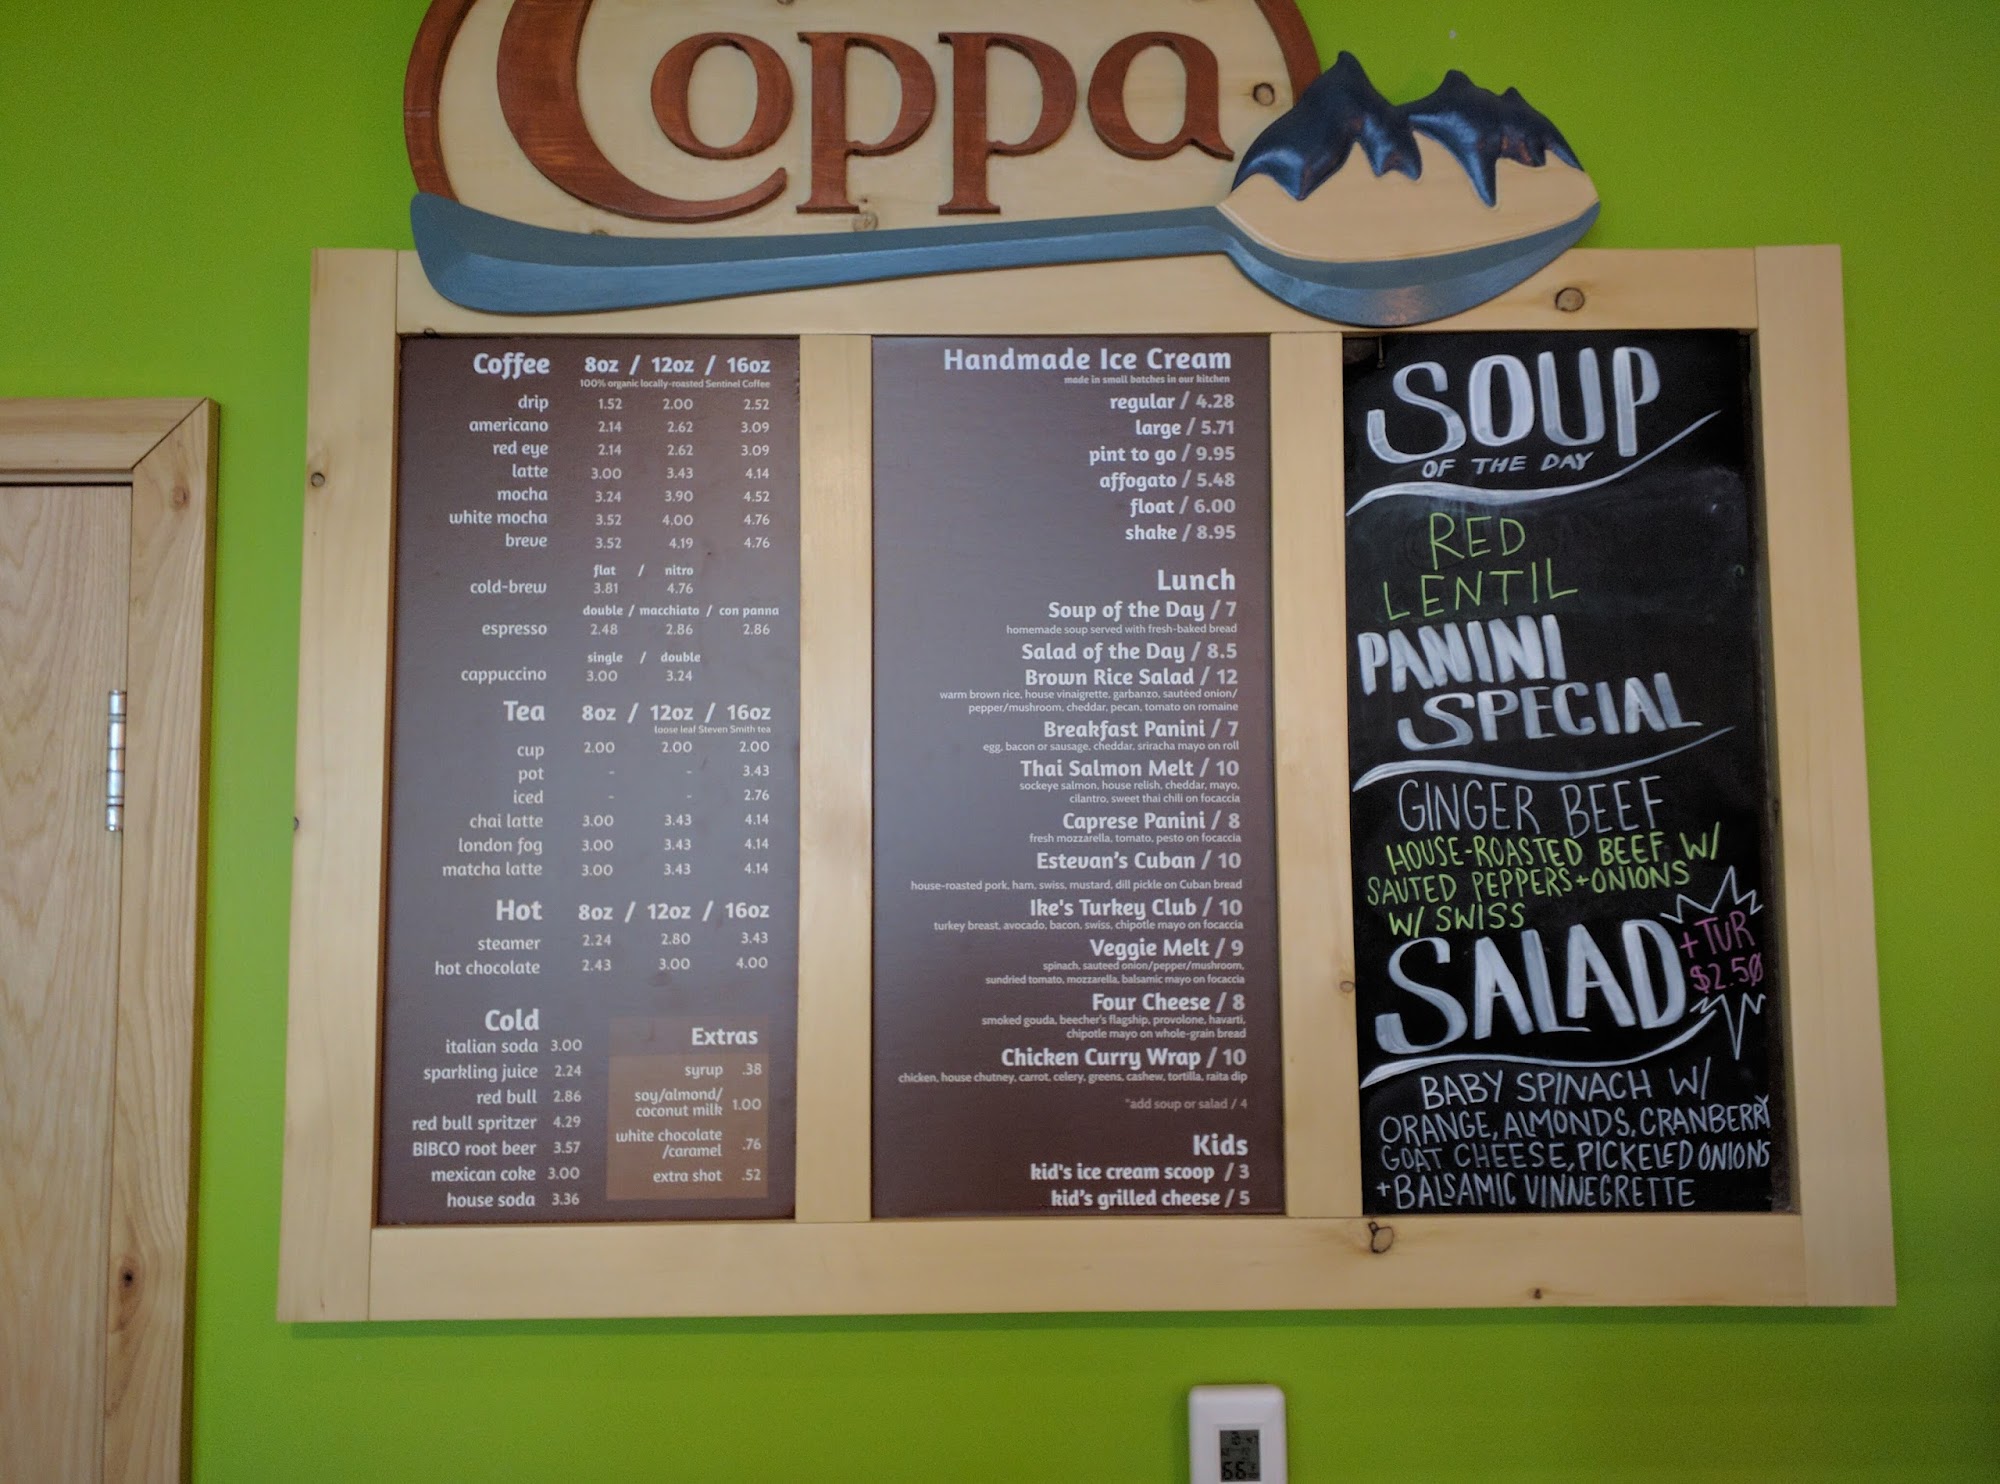 Coppa
Coffee 8oz / 12oz / 16oz
100% organic locally-roasted Sentinel Coffee
drip 1.52 2.00 2.52
americano 2.14 2.62 3.09
red eye 2.14 2.62 3.09
latte 3.00 3.43 4.14
mocha 3.24 3.90 4.52
white mocha 3.52 4.00 4.76
breve 3.52 4.19 4.76
flat / nitro
cold-brew 3.81 4.76
double / macchiato / con panna
espresso 2.48 2.86 2.86
single / double
cappuccino 3.00 3.24
Tea 8oz / 12oz / 16oz
loose leaf Steven Smith tea
cup 2.00 2.00 2.00
pot - - 3.43
iced - - 2.76
chai latte 3.00 3.43 4.14
london fog 3.00 3.43 4.14
matcha latte 3.00 3.43 4.14
Hot 8oz / 12oz / 16oz
steamer 2.24 2.80 3.43
hot chocolate 2.43 3.00 4.00
Cold
italian soda 3.00
sparkling juice 2.24
red bull 2.86
red bull spritzer 4.29
BIBCO root beer 3.57
mexican coke 3.00
house soda 3.36
Extras
syrup .38
soy/almond/
coconut milk 1.00
white chocolate
/caramel .76
extra shot .52
Handmade Ice Cream
made in small batches in our kitchen
regular / 4.28
large / 5.71
pint to go / 9.95
affogato / 5.48
float / 6.00
shake / 8.95
Lunch
Soup of the Day / 7
homemade soup served with fresh-baked bread
Salad of the Day / 8.5
Brown Rice Salad / 12
warm brown rice, house vinaigrette, garbanzo, sautéed onion/
pepper/mushroom, cheddar, pecan, tomato on romaine
Breakfast Panini / 7
egg, bacon or sausage, cheddar, sriracha mayo on roll
Thai Salmon Melt / 10
sockeye salmon, house relish, cheddar, mayo,
cilantro, sweet thai chili on focaccia
Caprese Panini / 8
fresh mozzarella, tomato, pesto on focaccia
Estevan's Cuban / 10
house-roasted pork, ham, swiss, mustard, dill pickle on Cuban bread
Ike's Turkey Club / 10
turkey breast, avocado, bacon, swiss, chipotle mayo on focaccia
Veggie Melt / 9
spinach, sauteed onion/pepper/mushroom,
sundried tomato, mozzarella, balsamic mayo on focaccia
Four Cheese / 8
smoked gouda, beecher's flagship, provolone, havarti,
chipotle mayo on whole-grain bread
Chicken Curry Wrap / 10
chicken, house chutney, carrot, celery, greens, cashew, tortilla, raita dip
*add soup or salad / 4
Kids
kid's ice cream scoop / 3
kid's grilled cheese / 5
SOUP
OF THE DAY
RED
LENTIL
PANINI
SPECIAL
GINGER BEEF
HOUSE-ROASTED BEEF W/
SAUTED PEPPERS+ONIONS
W/ SWISS
SALAD
+TUR
$2.50
BABY SPINACH W/
ORANGE, ALMONDS, CRANBERRY
GOAT CHEESE, PICKELED ONIONS
+BALSAMIC VINNEGRETTE
66